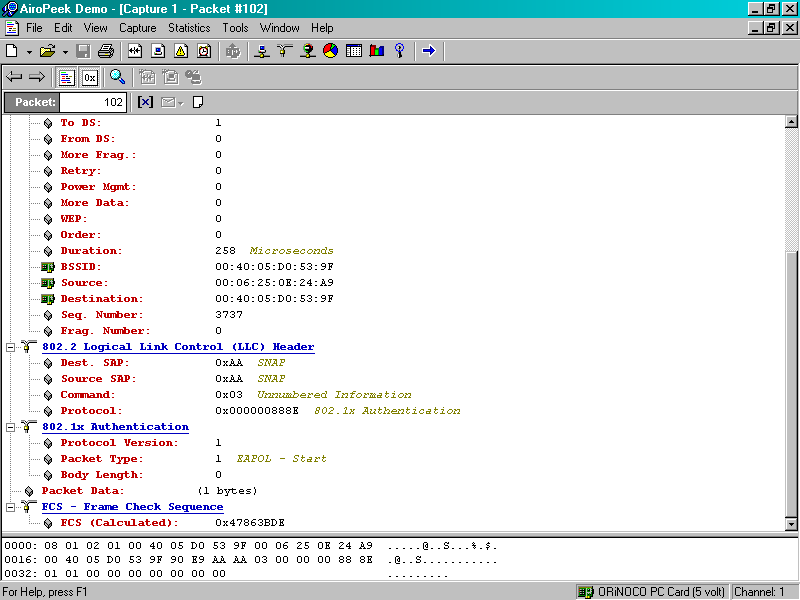 AiroPeek Demo - [Capture 1 - Packet #102]
File Edit View Capture Statistics Tools Window Help
0x
Packet: 102 [x]
To DS: 1
From DS: 0
More Frag.: 0
Retry: 0
Power Mgmt: 0
More Data: 0
WEP: 0
Order: 0
Duration: 258 Microseconds
BSSID: 00:40:05:D0:53:9F
Source: 00:06:25:0E:24:A9
Destination: 00:40:05:D0:53:9F
Seq. Number: 3737
Frag. Number: 0
802.2 Logical Link Control (LLC) Header
Dest. SAP: 0xAA SNAP
Source SAP: 0xAA SNAP
Command: 0x03 Unnumbered Information
Protocol: 0x000000888E 802.1x Authentication
802.1x Authentication
Protocol Version: 1
Packet Type: 1 EAPOL - Start
Body Length: 0
Packet Data: (1 bytes)
FCS - Frame Check Sequence
FCS (Calculated): 0x47863BDE
0000: 08 01 02 01 00 40 05 D0 53 9F 00 06 25 0E 24 A9 .....@..S...%.$.
0016: 00 40 05 D0 53 9F 90 E9 AA AA 03 00 00 00 88 8E .@..S...........
0032: 01 01 00 00 00 00 00 00 00 .........
For Help, press F1 ORiNOCO PC Card (5 volt) Channel: 1